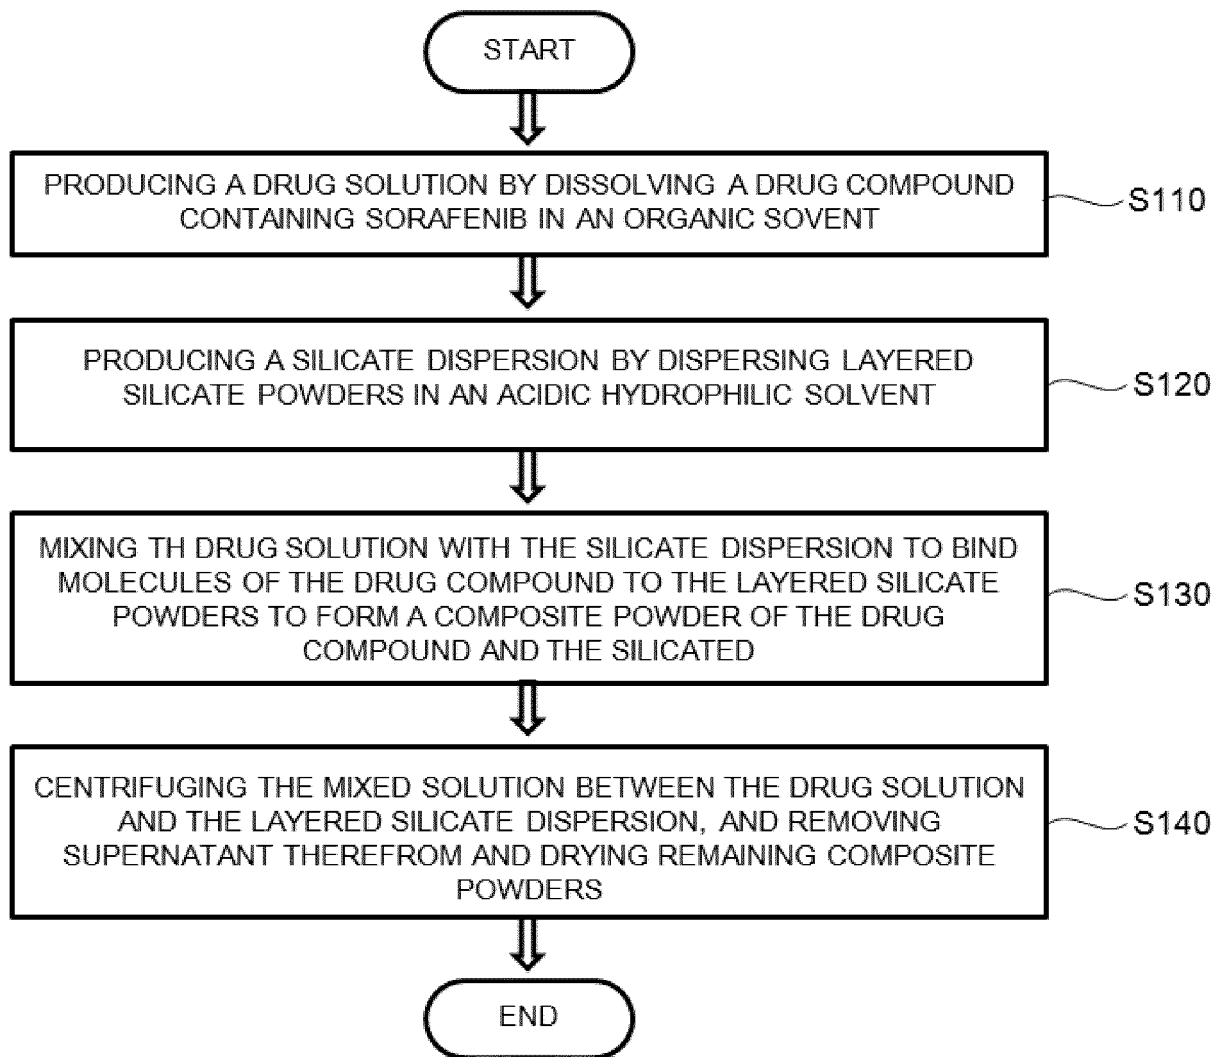 START
PRODUCING A DRUG SOLUTION BY DISSOLVING A DRUG COMPOUND
CONTAINING SORAFENIB IN AN ORGANIC SOVENT
S110
PRODUCING A SILICATE DISPERSION BY DISPERSING LAYERED
SILICATE POWDERS IN AN ACIDIC HYDROPHILIC SOLVENT
S120
MIXING TH DRUG SOLUTION WITH THE SILICATE DISPERSION TO BIND
MOLECULES OF THE DRUG COMPOUND TO THE LAYERED SILICATE
POWDERS TO FORM A COMPOSITE POWDER OF THE DRUG
COMPOUND AND THE SILICATED
S130
CENTRIFUGING THE MIXED SOLUTION BETWEEN THE DRUG SOLUTION
AND THE LAYERED SILICATE DISPERSION, AND REMOVING
SUPERNATANT THEREFROM AND DRYING REMAINING COMPOSITE
POWDERS
S140
END